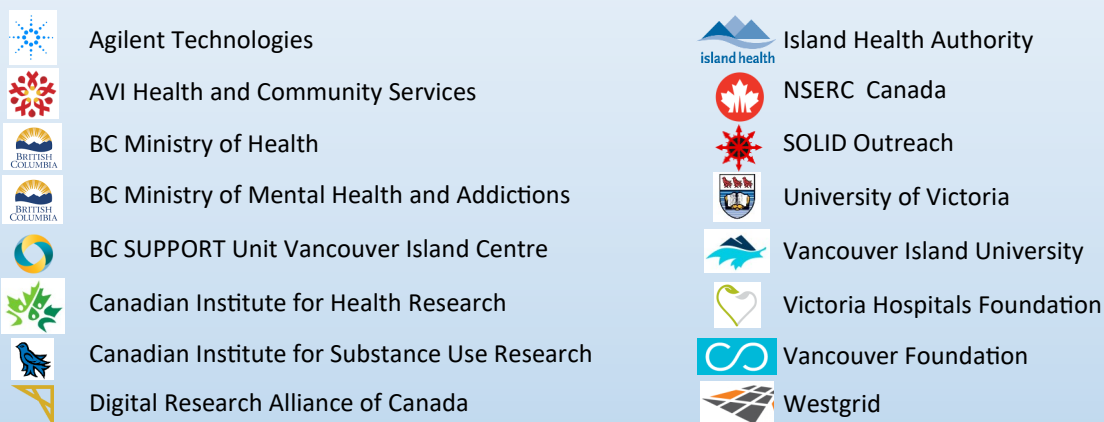 Agilent Technologies
AVI Health and Community Services
BRITISH
COLUMBIA
BC Ministry of Health
BRITISH
COLUMBIA
BC Ministry of Mental Health and Addictions
BC SUPPORT Unit Vancouver Island Centre
Canadian Institute for Health Research
Canadian Institute for Substance Use Research
Digital Research Alliance of Canada
island health
Island Health Authority
NSERC Canada
SOLID Outreach
University of Victoria
Vancouver Island University
Victoria Hospitals Foundation
Vancouver Foundation
Westgrid